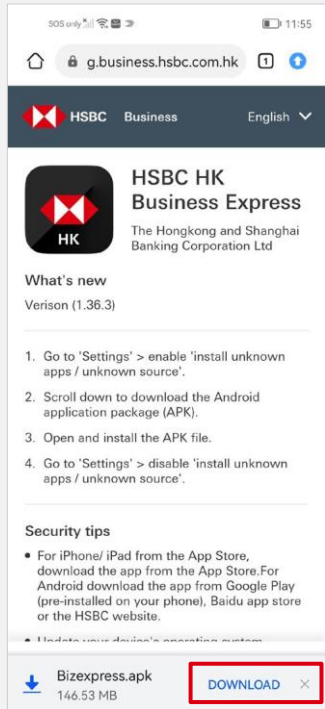 SOS only
11:55
g.business.hsbc.com.hk
1
HSBC Business English
HSBC HK
Business Express
HK
The Hongkong and Shanghai
Banking Corporation Ltd
What's new
Verison (1.36.3)
1. Go to 'Settings' > enable 'install unknown
apps / unknown source'.
2. Scroll down to download the Android
application package (APK).
3. Open and install the APK file.
4. Go to 'Settings' > disable 'install unknown
apps / unknown source'.
Security tips
• For iPhone/ iPad from the App Store,
download the app from the App Store.For
Android download the app from Google Play
(pre-installed on your phone), Baidu app store
or the HSBC website.
• Update your device's operating system
Bizexpress.apk
146.53 MB
DOWNLOAD